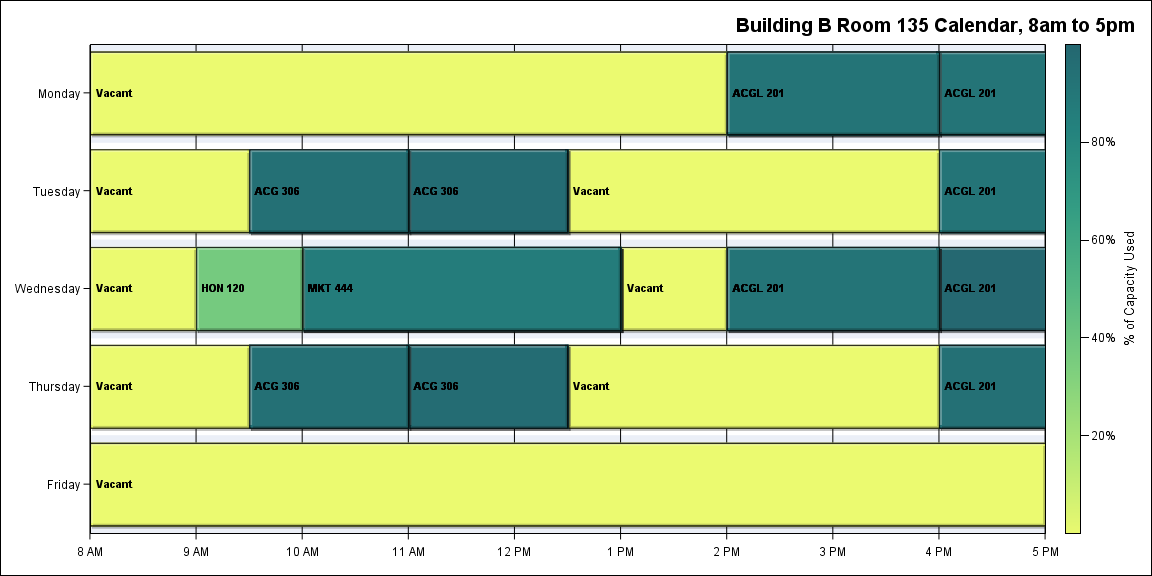 Building B Room 135 Calendar, 8am to 5pm
Monday
Vacant
ACGL 201
ACGL 201
Tuesday
Vacant
ACG 306
ACG 306
Vacant
ACGL 201
Wednesday
Vacant
HON 120
MKT 444
Vacant
ACGL 201
ACGL 201
Thursday
Vacant
ACG 306
ACG 306
Vacant
ACGL 201
Friday
Vacant
8 AM
9 AM
10 AM
11 AM
12 PM
1 PM
2 PM
3 PM
4 PM
5 PM
80%
60%
40%
20%
% of Capacity Used